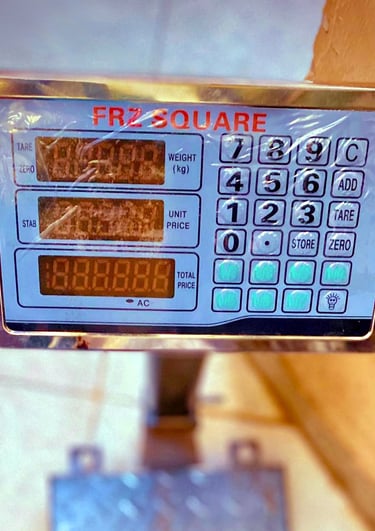 FRZ SQUARE
TARE
ZERO
WEIGHT
(kg)
7 8 9 C
STAB
UNIT
PRICE
4 5 6 ADD
1 2 3 TARE
0 . STORE ZERO
TOTAL
PRICE
AC